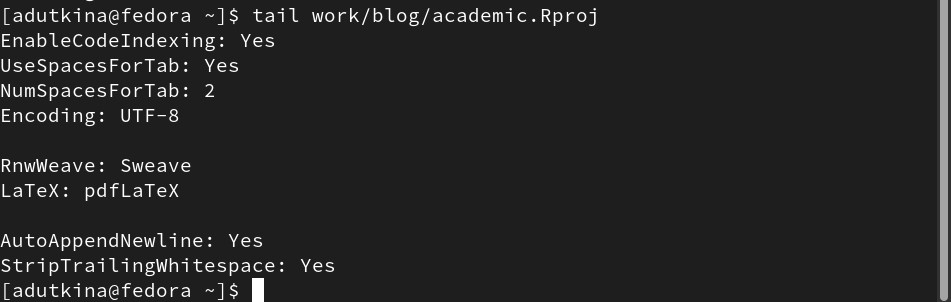 [adutkina@fedora ~]$ tail work/blog/academic.Rproj
EnableCodeIndexing: Yes
UseSpacesForTab: Yes
NumSpacesForTab: 2
Encoding: UTF-8

RnwWeave: Sweave
LaTeX: pdfLaTeX

AutoAppendNewline: Yes
StripTrailingWhitespace: Yes
[adutkina@fedora ~]$